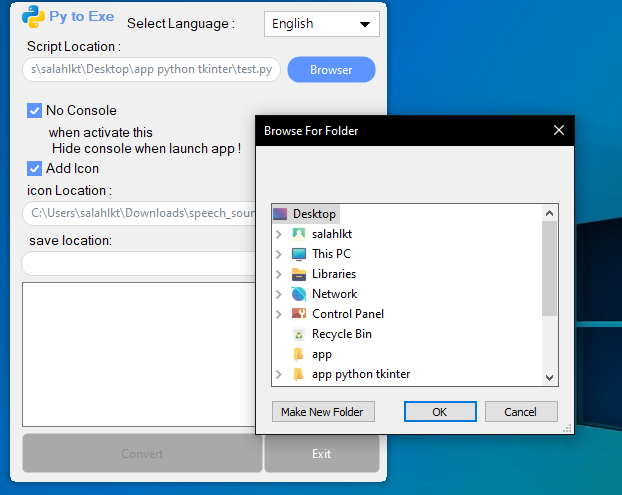 Py to Exe
Select Language :
English
Script Location :
s\salahlkt\Desktop\app python tkinter\test.py
Browser
No Console
when activate this
Hide console when launch app !
Add Icon
icon Location :
C:\Users\salahlkt\Downloads\speech_soun
save location:
Convert
Exit
Browse For Folder
Desktop
salahlkt
This PC
Libraries
Network
Control Panel
Recycle Bin
app
app python tkinter
Make New Folder
OK
Cancel